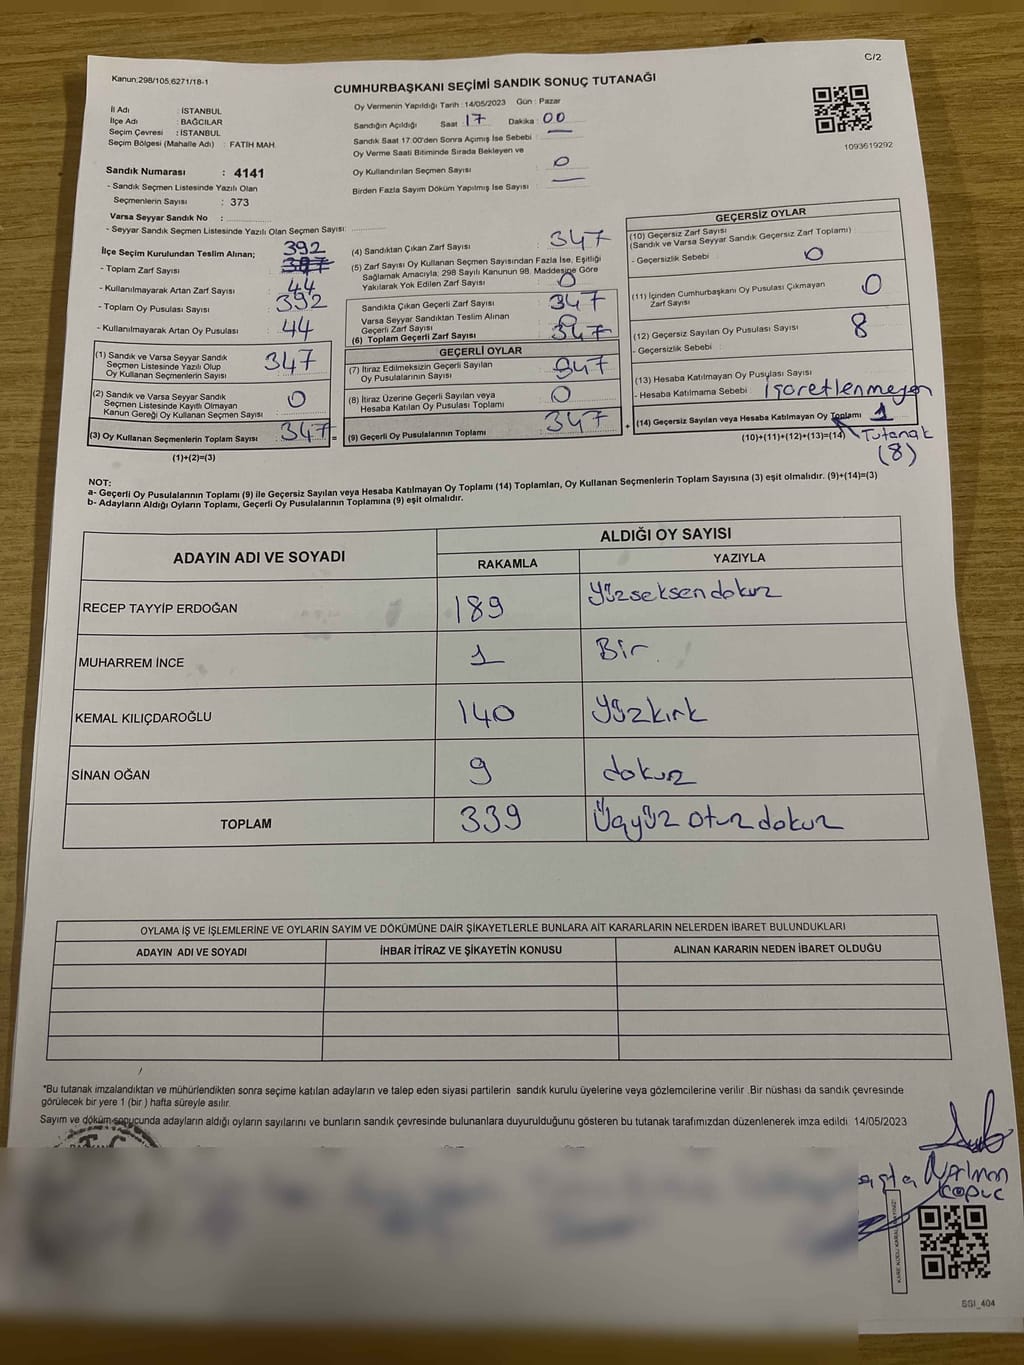 C/2
Kanun:298/105,6271/18-1
CUMHURBAŞKANI SEÇİMİ SANDIK SONUÇ TUTANAĞI
İl Adı : İSTANBUL
İlçe Adı : BAĞCILAR
Seçim Çevresi : İSTANBUL
Seçim Bölgesi (Mahalle Adı) : FATİH MAH.
Oy Vermenin Yapıldığı Tarih : 14/05/2023 Gün : Pazar
Sandığın Açıldığı Saat 17 Dakika : 00
Sandık Saat 17:00'den Sonra Açımış İse Sebebi : —
Oy Verme Saati Bitiminde Sırada Bekleyen ve
Oy Kullandırılan Seçmen Sayısı : 0
Birden Fazla Sayım Döküm Yapılmış İse Sayısı : —
1093619292
Sandık Numarası : 4141
- Sandık Seçmen Listesinde Yazılı Olan
Seçmenlerin Sayısı : 373
Varsa Seyyar Sandık No :
- Seyyar Sandık Seçmen Listesinde Yazılı Olan Seçmen Sayısı:
İlçe Seçim Kurulundan Teslim Alınan;
- Toplam Zarf Sayısı : 392
- Kullanılmayarak Artan Zarf Sayısı : 44
- Toplam Oy Pusulası Sayısı : 392
- Kullanılmayarak Artan Oy Pusulası : 44
(1) Sandık ve Varsa Seyyar Sandık
Seçmen Listesinde Yazılı Olup
Oy Kullanan Seçmenlerin Sayısı : 347
(2) Sandık ve Varsa Seyyar Sandık
Seçmen Listesinde Kayıtlı Olmayan
Kanun Gereği Oy Kullanan Seçmen Sayısı : 0
(3) Oy Kullanan Seçmenlerin Toplam Sayısı : 347 =
(1)+(2)=(3)
(4) Sandıktan Çıkan Zarf Sayısı : 347
(5) Zarf Sayısı Oy Kullanan Seçmen Sayısından Fazla İse, Eşitliği
Sağlamak Amacıyla; 298 Sayılı Kanunun 98. Maddesine Göre
Yakılarak Yok Edilen Zarf Sayısı : 0
Sandıkta Çıkan Geçerli Zarf Sayısı : 347
Varsa Seyyar Sandıktan Teslim Alınan
Geçerli Zarf Sayısı : 0
(6) Toplam Geçerli Zarf Sayısı : 347
GEÇERLİ OYLAR
(7) İtiraz Edilmeksizin Geçerli Sayılan
Oy Pusulalarının Sayısı : 347
(8) İtiraz Üzerine Geçerli Sayılan veya
Hesaba Katılan Oy Pusulası Toplamı : 0
(9) Geçerli Oy Pusulalarının Toplamı : 347 +
GEÇERSİZ OYLAR
(10) Geçersiz Zarf Sayısı
(Sandık ve Varsa Seyyar Sandık Geçersiz Zarf Toplamı) :
- Geçersizlik Sebebi : 0
(11) İçinden Cumhurbaşkanı Oy Pusulası Çıkmayan
Zarf Sayısı : 0
(12) Geçersiz Sayılan Oy Pusulası Sayısı : 8
- Geçersizlik Sebebi :
(13) Hesaba Katılmayan Oy Pusulası Sayısı
- Hesaba Katılmama Sebebi : işaretlenmeyen
(14) Geçersiz Sayılan veya Hesaba Katılmayan Oy Toplamı 1
(10)+(11)+(12)+(13)=(14) Tutanak
(8)
NOT:
a- Geçerli Oy Pusulalarının Toplamı (9) ile Geçersiz Sayılan veya Hesaba Katılmayan Oy Toplamı (14) Toplamları, Oy Kullanan Seçmenlerin Toplam Sayısına (3) eşit olmalıdır. (9)+(14)=(3)
b- Adayların Aldığı Oyların Toplamı, Geçerli Oy Pusulalarının Toplamına (9) eşit olmalıdır.
ADAYIN ADI VE SOYADI ALDIĞI OY SAYISI
RAKAMLA YAZIYLA
RECEP TAYYİP ERDOĞAN 189 Yüzseksendokuz
MUHARREM İNCE 1 Bir
KEMAL KILIÇDAROĞLU 140 Yüzkırk
SİNAN OĞAN 9 dokuz
TOPLAM 339 Üçyüz otuz dokuz
OYLAMA İŞ VE İŞLEMLERİNE VE OYLARIN SAYIM VE DÖKÜMÜNE DAİR ŞİKAYETLERLE BUNLARA AİT KARARLARIN NELERDEN İBARET BULUNDUKLARI
ADAYIN ADI VE SOYADI İHBAR İTİRAZ VE ŞİKAYETİN KONUSU ALINAN KARARIN NEDEN İBARET OLDUĞU
*Bu tutanak imzalandıktan ve mühürlendikten sonra seçime katılan adayların ve talep eden siyasi partilerin sandık kurulu üyelerine veya gözlemcilerine verilir .Bir nüshası da sandık çevresinde
görülecek bir yere 1 (bir ) hafta süreyle asılır.
Sayım ve döküm sonucunda adayların aldığı oyların sayılarını ve bunların sandık çevresinde bulunanlara duyurulduğunu gösteren bu tutanak tarafımızdan düzenlenerek imza edildi. 14/05/2023
SSI_404